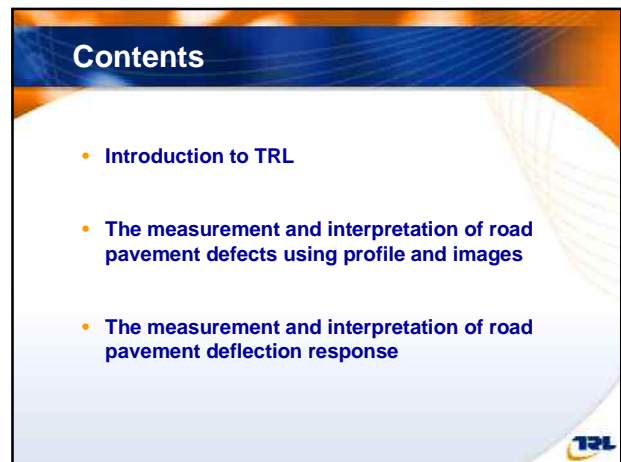 Contents
• Introduction to TRL
• The measurement and interpretation of road
pavement defects using profile and images
• The measurement and interpretation of road
pavement deflection response
TRL